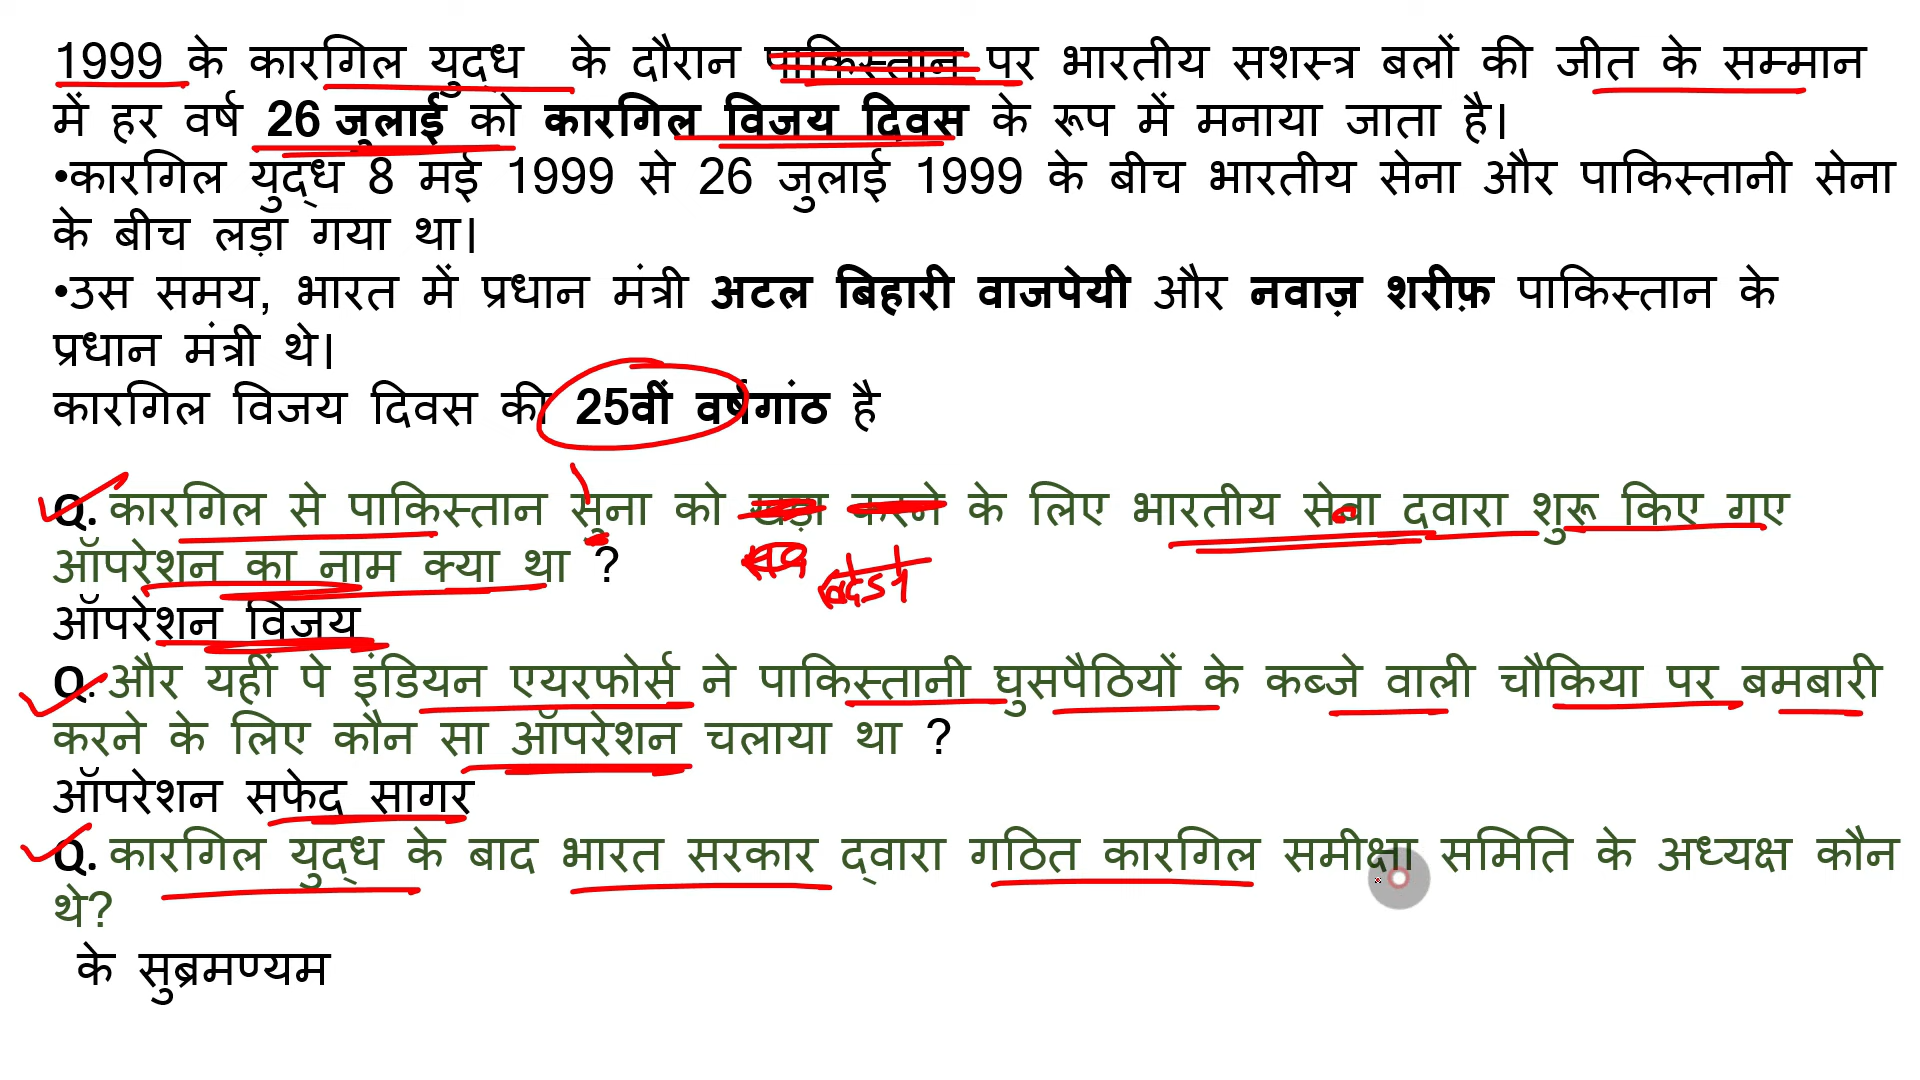 1999 के कारगिल युद्ध के दौरान पाकिस्तान पर भारतीय सशस्त्र बलों की जीत के सम्मान
में हर वर्ष 26 जुलाई को कारगिल विजय दिवस के रूप में मनाया जाता है।
•कारगिल युद्ध 8 मई 1999 से 26 जुलाई 1999 के बीच भारतीय सेना और पाकिस्तानी सेना
के बीच लड़ा गया था।
•उस समय, भारत में प्रधान मंत्री अटल बिहारी वाजपेयी और नवाज़ शरीफ़ पाकिस्तान के
प्रधान मंत्री थे।
कारगिल विजय दिवस की 25वीं वर्षगांठ है
Q. कारगिल से पाकिस्तान सुना को खड़ा करने के लिए भारतीय सेवा द्वारा शुरू किए गए
ऑपरेशन का नाम क्या था ?
ऑपरेशन विजय
Q. और यहीं पे इंडियन एयरफोर्स ने पाकिस्तानी घुसपैठियों के कब्जे वाली चौकिया पर बमबारी
करने के लिए कौन सा ऑपरेशन चलाया था ?
ऑपरेशन सफेद सागर
Q. कारगिल युद्ध के बाद भारत सरकार द्वारा गठित कारगिल समीक्षा समिति के अध्यक्ष कौन
थे?
के सुब्रमण्यम